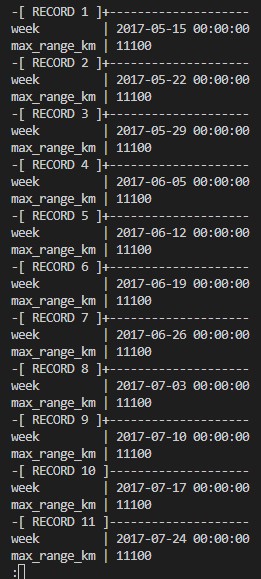 -[ RECORD 1 ]+---------------------
week         | 2017-05-15 00:00:00
max_range_km | 11100
-[ RECORD 2 ]+---------------------
week         | 2017-05-22 00:00:00
max_range_km | 11100
-[ RECORD 3 ]+---------------------
week         | 2017-05-29 00:00:00
max_range_km | 11100
-[ RECORD 4 ]+---------------------
week         | 2017-06-05 00:00:00
max_range_km | 11100
-[ RECORD 5 ]+---------------------
week         | 2017-06-12 00:00:00
max_range_km | 11100
-[ RECORD 6 ]+---------------------
week         | 2017-06-19 00:00:00
max_range_km | 11100
-[ RECORD 7 ]+---------------------
week         | 2017-06-26 00:00:00
max_range_km | 11100
-[ RECORD 8 ]+---------------------
week         | 2017-07-03 00:00:00
max_range_km | 11100
-[ RECORD 9 ]+---------------------
week         | 2017-07-10 00:00:00
max_range_km | 11100
-[ RECORD 10 ]---------------------
week         | 2017-07-17 00:00:00
max_range_km | 11100
-[ RECORD 11 ]---------------------
week         | 2017-07-24 00:00:00
max_range_km | 11100
: